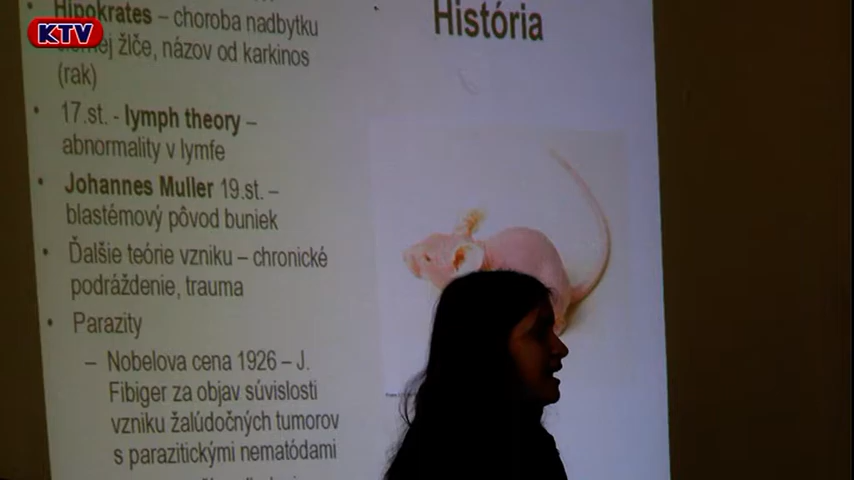 KTV
História
Hipokrates – choroba nadbytku
čiernej žlče, názov od karkinos
(rak)
17.st. - lymph theory –
abnormality v lymfe
Johannes Muller 19.st. –
blastémový pôvod buniek
Ďalšie teórie vzniku – chronické
podráždenie, trauma
Parazity
– Nobelova cena 1926 – J.
Fibiger za objav súvislosti
vzniku žalúdočných tumorov
s parazitickými nematódami